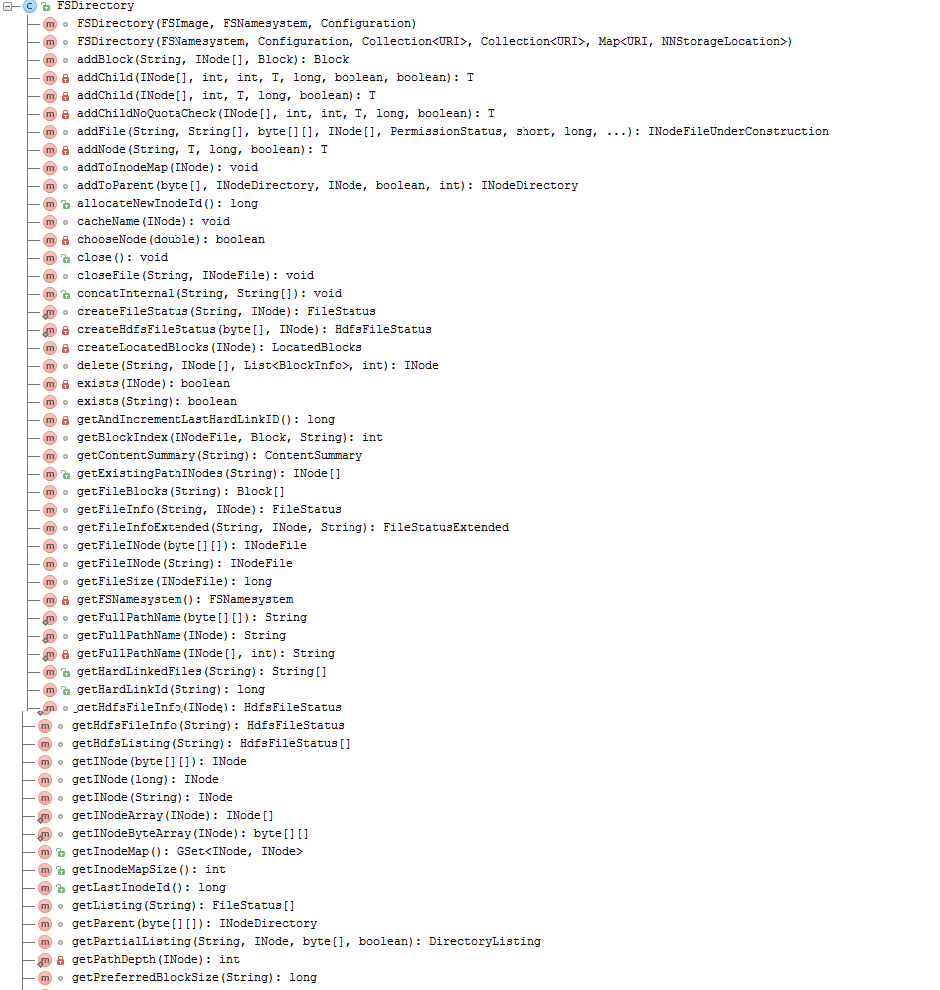 FSDirectory
FSDirectory(FSImage, FSNamesystem, Configuration)
FSDirectory(FSNamesystem, Configuration, Collection<URI>, Collection<URI>, Map<URI, NNStorageLocation>)
addBlock(String, INode[], Block): Block
addChild(INode[], int, int, T, long, boolean, boolean): T
addChild(INode[], int, T, long, boolean): T
addChildNoQuotaCheck(INode[], int, int, T, long, boolean): T
addFile(String, String[], byte[][], INode[], PermissionStatus, short, long, ...): INodeFileUnderConstruction
addNode(String, T, long, boolean): T
addToInodeMap(INode): void
addToParent(byte[], INodeDirectory, INode, boolean, int): INodeDirectory
allocateNewInodeId(): long
cacheName(INode): void
chooseNode(double): boolean
close(): void
closeFile(String, INodeFile): void
concatInternal(String, String[]): void
createFileStatus(String, INode): FileStatus
createHdfsFileStatus(byte[], INode): HdfsFileStatus
createLocatedBlocks(INode): LocatedBlocks
delete(String, INode[], List<BlockInfo>, int): INode
exists(INode): boolean
exists(String): boolean
getAndIncrementLastHardLinkID(): long
getBlockIndex(INodeFile, Block, String): int
getContentSummary(String): ContentSummary
getExistingPathINodes(String): INode[]
getFileBlocks(String): Block[]
getFileInfo(String, INode): FileStatus
getFileInfoExtended(String, INode, String): FileStatusExtended
getFileINode(byte[][]): INodeFile
getFileINode(String): INodeFile
getFileSize(INodeFile): long
getFSNamesystem(): FSNamesystem
getFullPathName(byte[][]): String
getFullPathName(INode): String
getFullPathName(INode[], int): String
getHardLinkedFiles(String): String[]
getHardLinkId(String): long
getHdfsFileInfo(INode): HdfsFileStatus
getHdfsFileInfo(String): HdfsFileStatus
getHdfsListing(String): HdfsFileStatus[]
getINode(byte[][]): INode
getINode(long): INode
getINode(String): INode
getINodeArray(INode): INode[]
getINodeByteArray(INode): byte[][]
getInodeMap(): GSet<INode, INode>
getInodeMapSize(): int
getLastInodeId(): long
getListing(String): FileStatus[]
getParent(byte[][]): INodeDirectory
getPartialListing(String, INode, byte[], boolean): DirectoryListing
getPathDepth(INode): int
getPreferredBlockSize(String): long